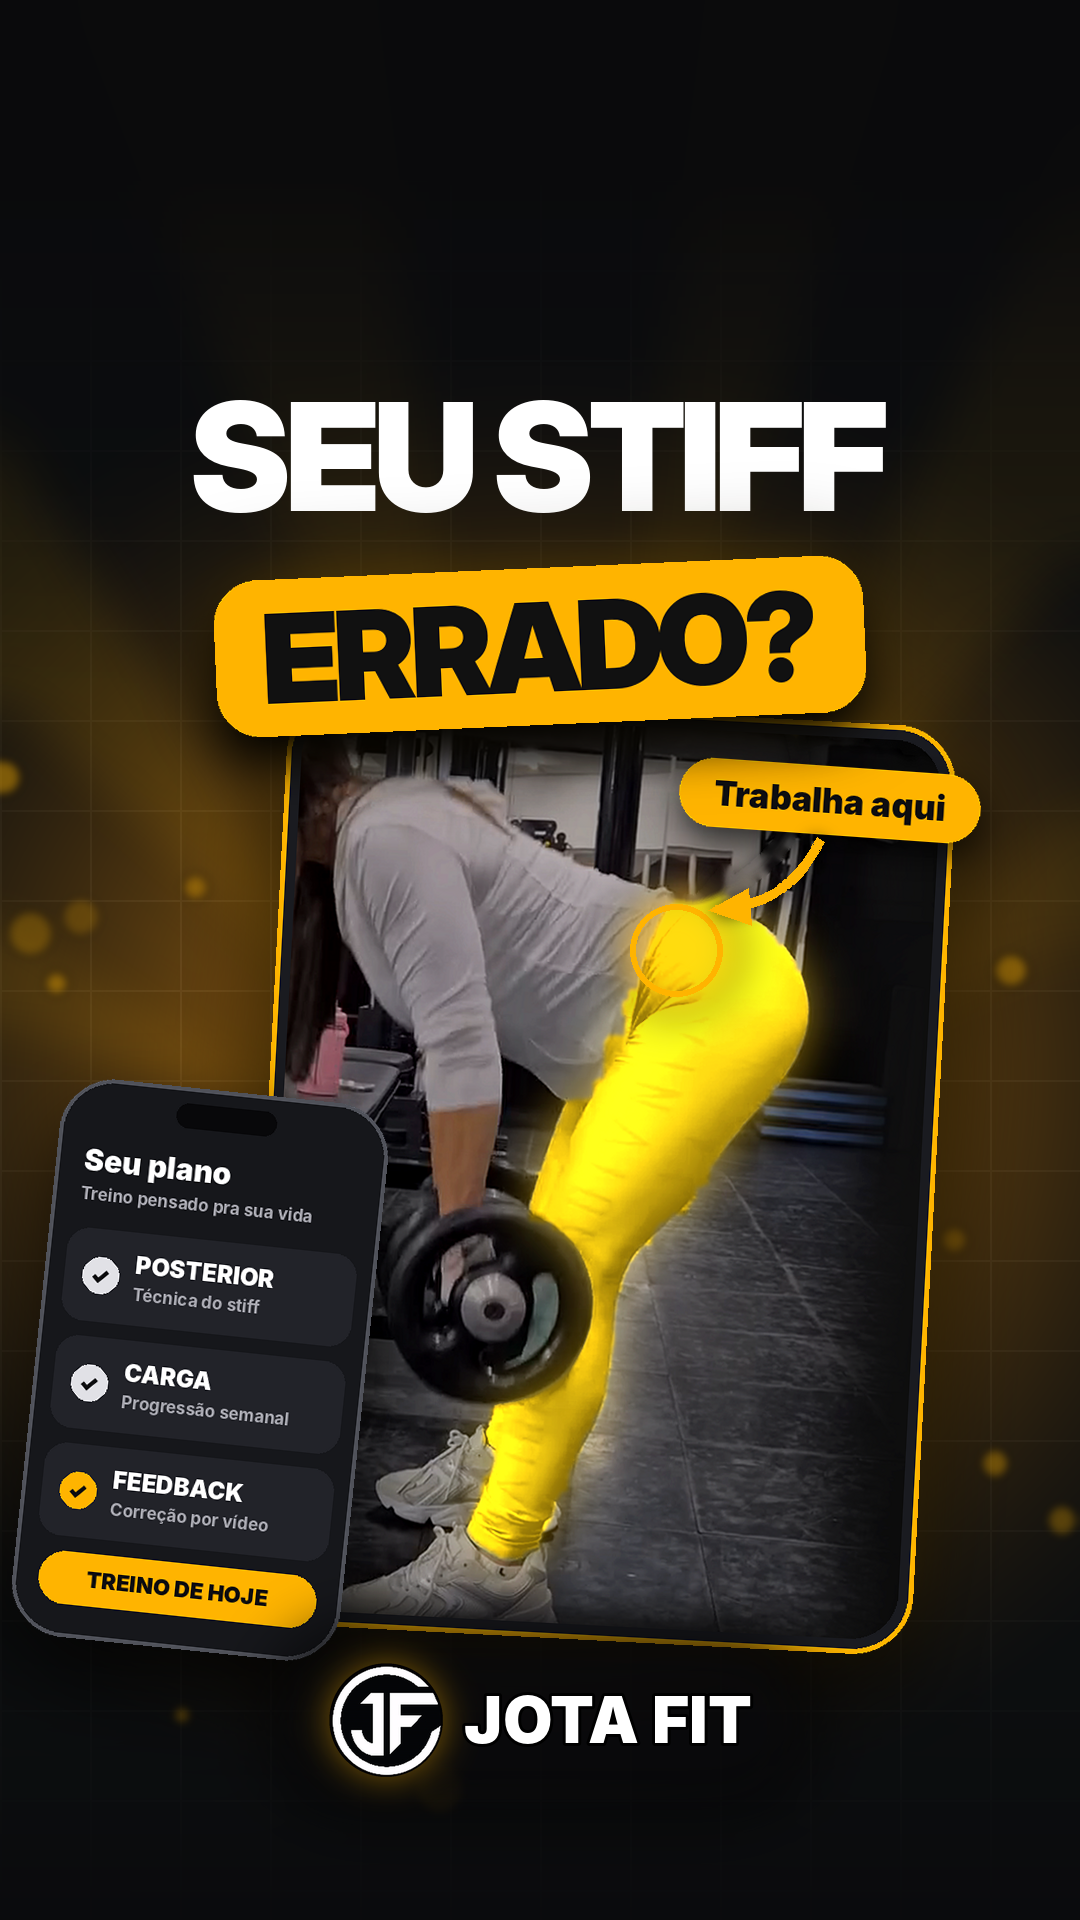 SEU STIFF
ERRADO?
Trabalha aqui
Seu plano
Treino pensado pra sua vida
POSTERIOR
Técnica do stiff
CARGA
Progressão semanal
FEEDBACK
Correção por vídeo
TREINO DE HOJE
JF JOTA FIT